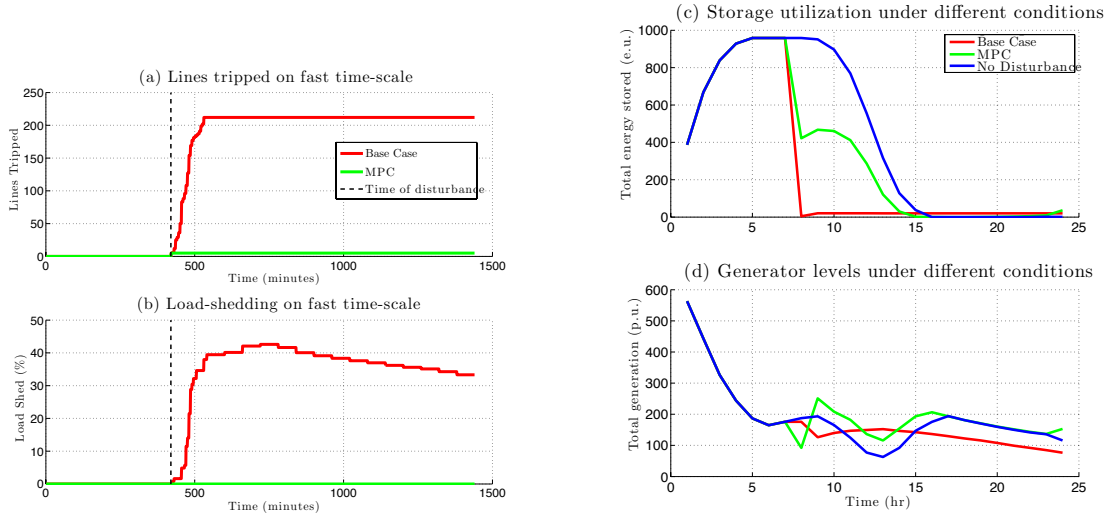 (a) Lines tripped on fast time-scale
250
200
150
100
50
0
Lines Tripped
Base Case
MPC
Time of disturbance
0
500
1000
1500
Time (minutes)
(b) Load-shedding on fast time-scale
50
40
30
20
10
0
Load Shed (%)
0
500
1000
1500
Time (minutes)
(c) Storage utilization under different conditions
1000
800
600
400
200
0
Total energy stored (e.u.)
Base Case
MPC
No Disturbance
0
5
10
15
20
25
(d) Generator levels under different conditions
600
500
400
300
200
100
0
Total generation (p.u.)
0
5
10
15
20
25
Time (hr)